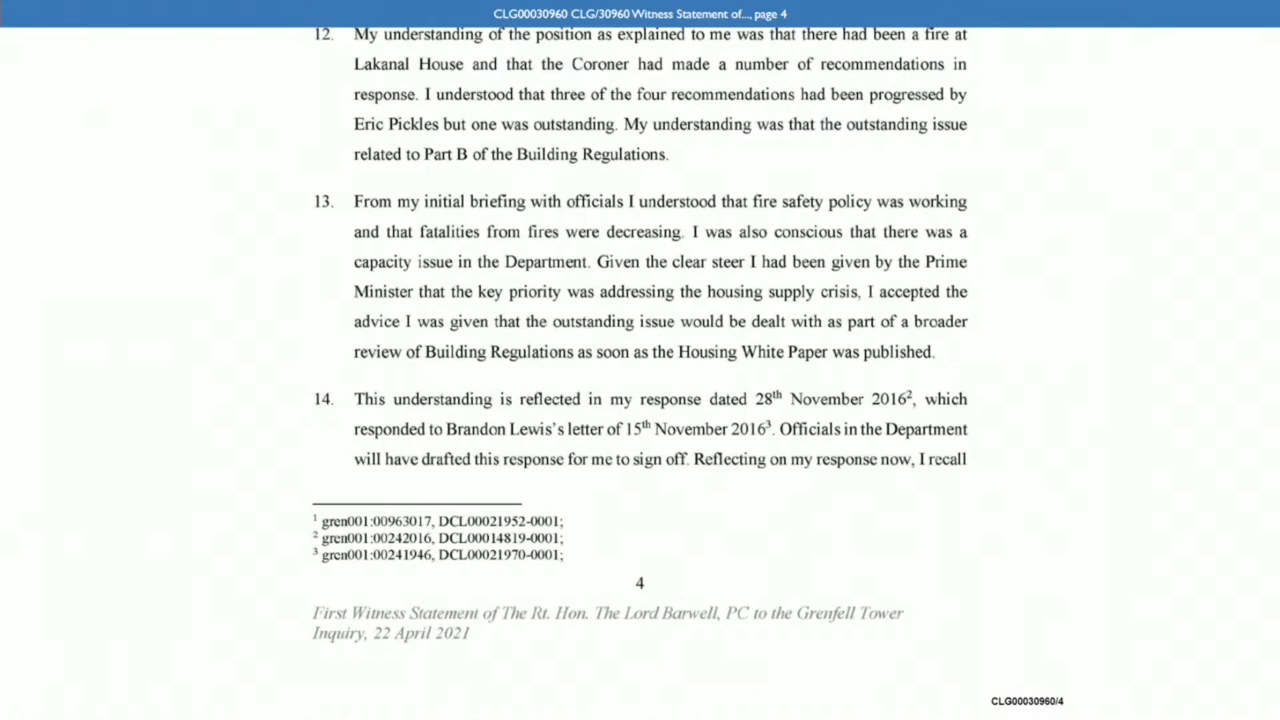 CLG00030960 CLG/30960 Witness Statement of..., page 4
12. My understanding of the position as explained to me was that there had been a fire at
Lakanal House and that the Coroner had made a number of recommendations in
response. I understood that three of the four recommendations had been progressed by
Eric Pickles but one was outstanding. My understanding was that the outstanding issue
related to Part B of the Building Regulations.
13. From my initial briefing with officials I understood that fire safety policy was working
and that fatalities from fires were decreasing. I was also conscious that there was a
capacity issue in the Department. Given the clear steer I had been given by the Prime
Minister that the key priority was addressing the housing supply crisis, I accepted the
advice I was given that the outstanding issue would be dealt with as part of a broader
review of Building Regulations as soon as the Housing White Paper was published.
14. This understanding is reflected in my response dated 28th November 2016², which
responded to Brandon Lewis's letter of 15th November 2016³. Officials in the Department
will have drafted this response for me to sign off. Reflecting on my response now, I recall
¹ gren001:00963017, DCL00021952-0001;
² gren001:00242016, DCL00014819-0001;
³ gren001:00241946, DCL00021970-0001;
4
First Witness Statement of The Rt. Hon. The Lord Barwell, PC to the Grenfell Tower
Inquiry, 22 April 2021
CLG00030960/4